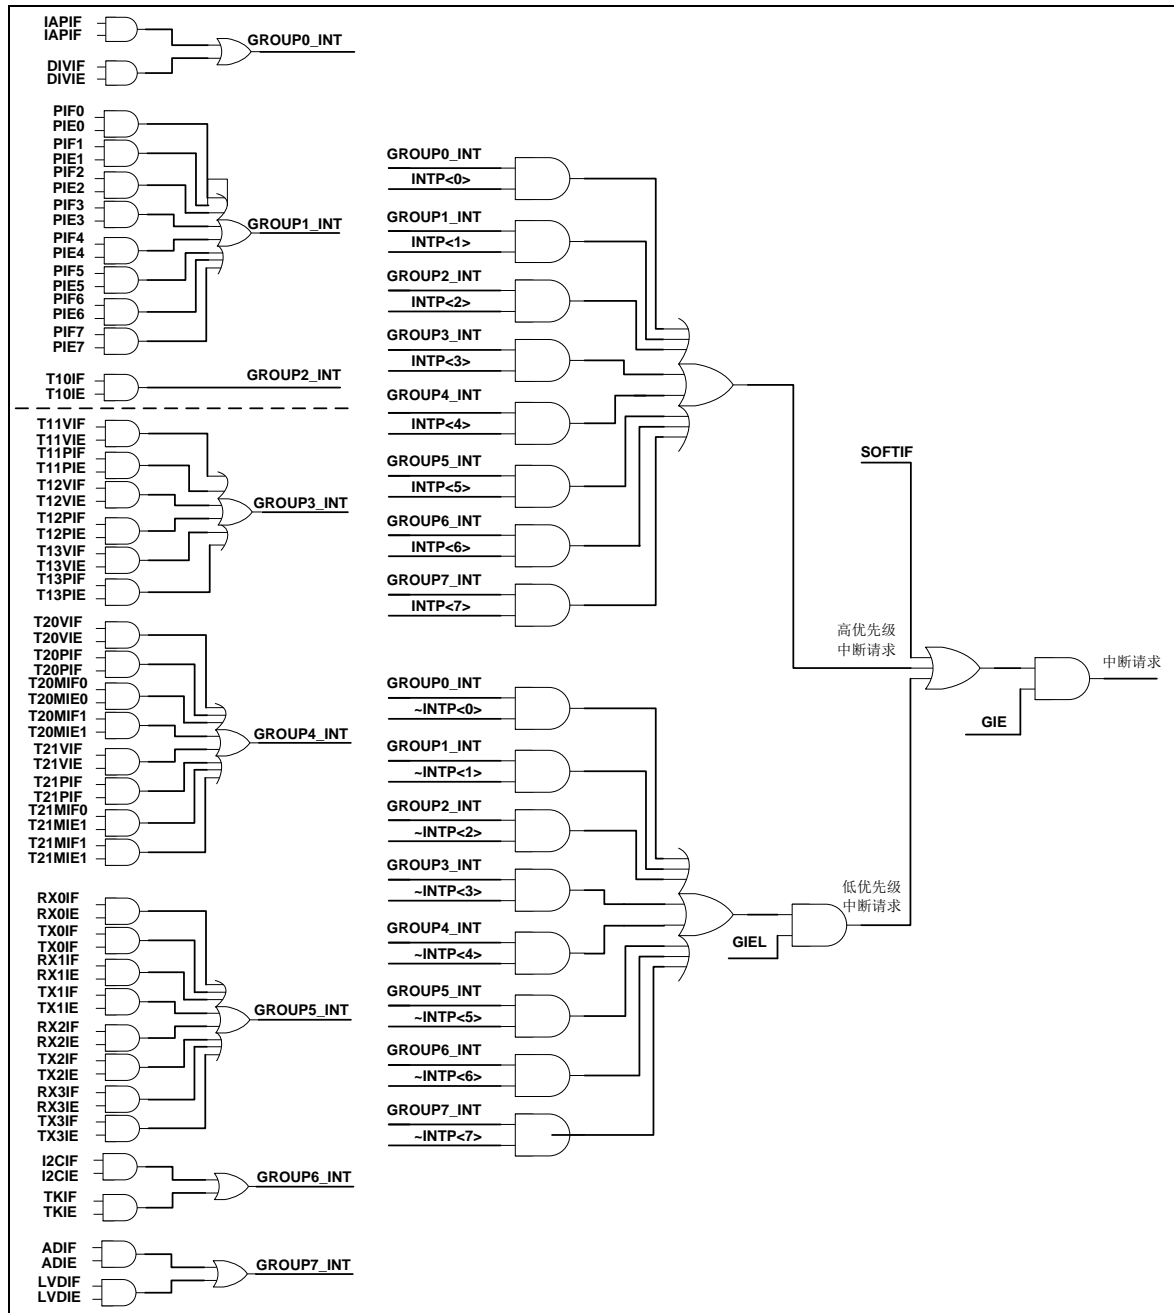 IAPIF
IAPIF
GROUP0_INT
DIVIF
DIVIE
PIF0
PIE0
PIF1
PIE1
PIF2
PIE2
PIF3
PIE3
GROUP1_INT
PIF4
PIE4
PIF5
PIE5
PIF6
PIE6
PIF7
PIE7
T10IF
T10IE
GROUP2_INT
T11VIF
T11VIE
T11PIF
T11PIE
T12VIF
T12VIE
GROUP3_INT
T12PIF
T12PIE
T13VIF
T13VIE
T13PIF
T13PIE
T20VIF
T20VIE
T20PIF
T20PIF
T20MIF0
T20MIE0
T20MIF1
T20MIE1
GROUP4_INT
T21VIF
T21VIE
T21PIF
T21PIF
T21MIF0
T21MIE1
T21MIF1
T21MIE1
RX0IF
RX0IE
TX0IF
TX0IF
RX1IF
RX1IE
TX1IF
TX1IE
GROUP5_INT
RX2IF
RX2IE
TX2IF
TX2IE
RX3IF
RX3IE
TX3IF
TX3IE
I2CIF
I2CIE
GROUP6_INT
TKIF
TKIE
ADIF
ADIE
GROUP7_INT
LVDIF
LVDIE
GROUP0_INT
INTP<0>
GROUP1_INT
INTP<1>
GROUP2_INT
INTP<2>
GROUP3_INT
INTP<3>
GROUP4_INT
INTP<4>
GROUP5_INT
INTP<5>
GROUP6_INT
INTP<6>
GROUP7_INT
INTP<7>
GROUP0_INT
~INTP<0>
GROUP1_INT
~INTP<1>
GROUP2_INT
~INTP<2>
GROUP3_INT
~INTP<3>
GROUP4_INT
~INTP<4>
GROUP5_INT
~INTP<5>
GROUP6_INT
~INTP<6>
GROUP7_INT
~INTP<7>
GIEL
SOFTIF
高优先级
中断请求
低优先级
中断请求
GIE
中断请求